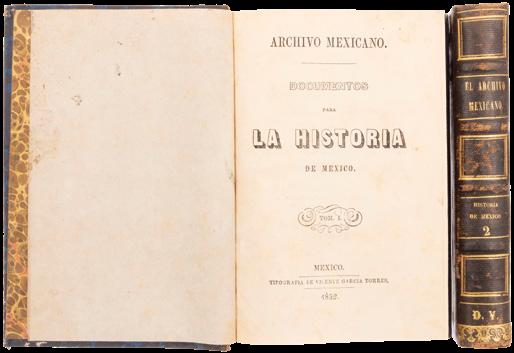 ARCHIVO MEXICANO.
DOCUMENTOS
PARA
LA HISTORIA
DE MEXICO.
TOM. I.
MEXICO.
TIPOGRAFIA DE VICENTE GARCIA TORRES,
1852.
EL ARCHIVO
MEXICANO.
HISTORIA
DE MEXICO
2
D. V.